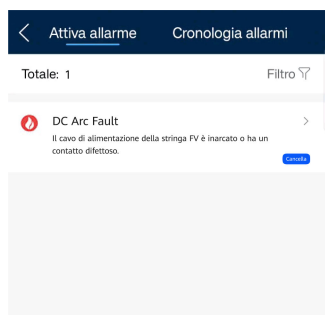 Attiva allarme Cronologia allarmi
Totale: 1 Filtro
DC Arc Fault
Il cavo di alimentazione della stringa FV è inarcato o ha un
contatto difettoso.
Cancella